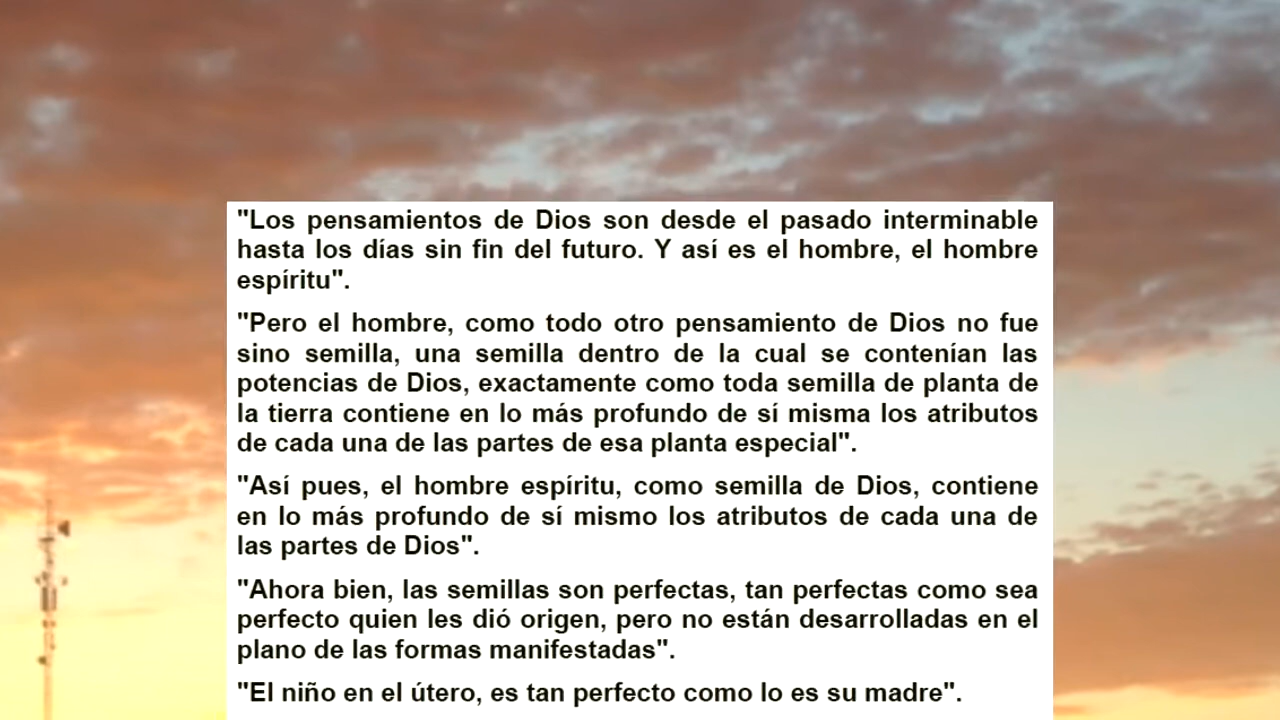 "Los pensamientos de Dios son desde el pasado interminable
hasta los días sin fin del futuro. Y así es el hombre, el hombre
espíritu".
"Pero el hombre, como todo otro pensamiento de Dios no fue
sino semilla, una semilla dentro de la cual se contenían las
potencias de Dios, exactamente como toda semilla de planta de
la tierra contiene en lo más profundo de sí misma los atributos
de cada una de las partes de esa planta especial".
"Así pues, el hombre espíritu, como semilla de Dios, contiene
en lo más profundo de sí mismo los atributos de cada una de
las partes de Dios".
"Ahora bien, las semillas son perfectas, tan perfectas como sea
perfecto quien les dió origen, pero no están desarrolladas en el
plano de las formas manifestadas".
"El niño en el útero, es tan perfecto como lo es su madre".